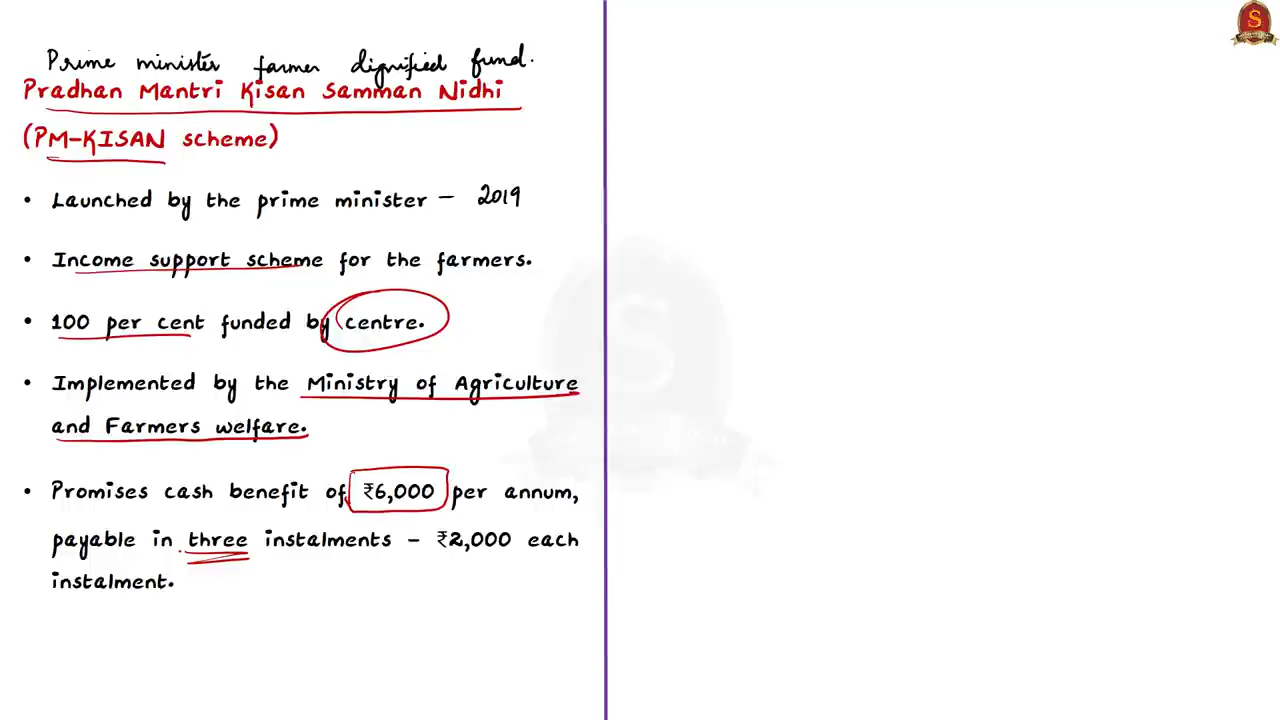 Prime minister farmer dignified fund.
Pradhan Mantri Kisan Samman Nidhi
(PM-KISAN scheme)
• Launched by the prime minister – 2019
• Income support scheme for the farmers.
• 100 per cent funded by centre.
• Implemented by the Ministry of Agriculture
and Farmers welfare.
• Promises cash benefit of ₹6,000 per annum,
payable in three instalments – ₹2,000 each
instalment.
S